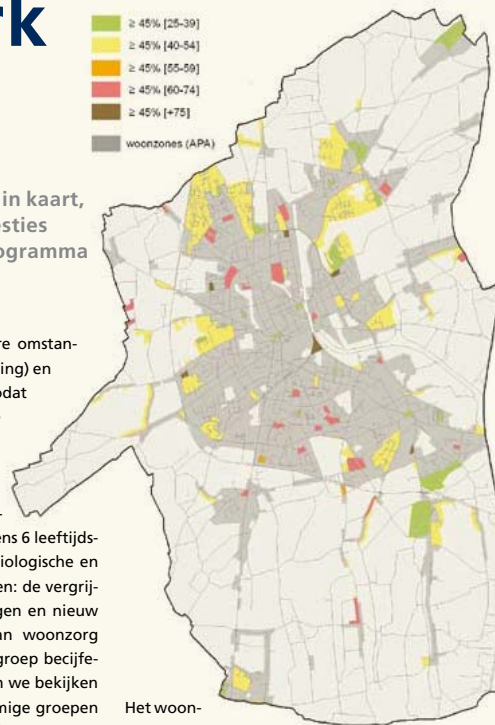 rk
≥ 45% [25-39]
≥ 45% [40-54]
≥ 45% [55-59]
≥ 45% [60-74]
≥ 45% [+75]
woonzones (APA)
in kaart,
esties
ogramma
re omstan-
ing) en
odat
-
ens 6 leeftijds-
iologische en
en: de vergrij-
gen en nieuw
an woonzorg
groep becijfe-
n we bekijken
mige groepen
Het woon-